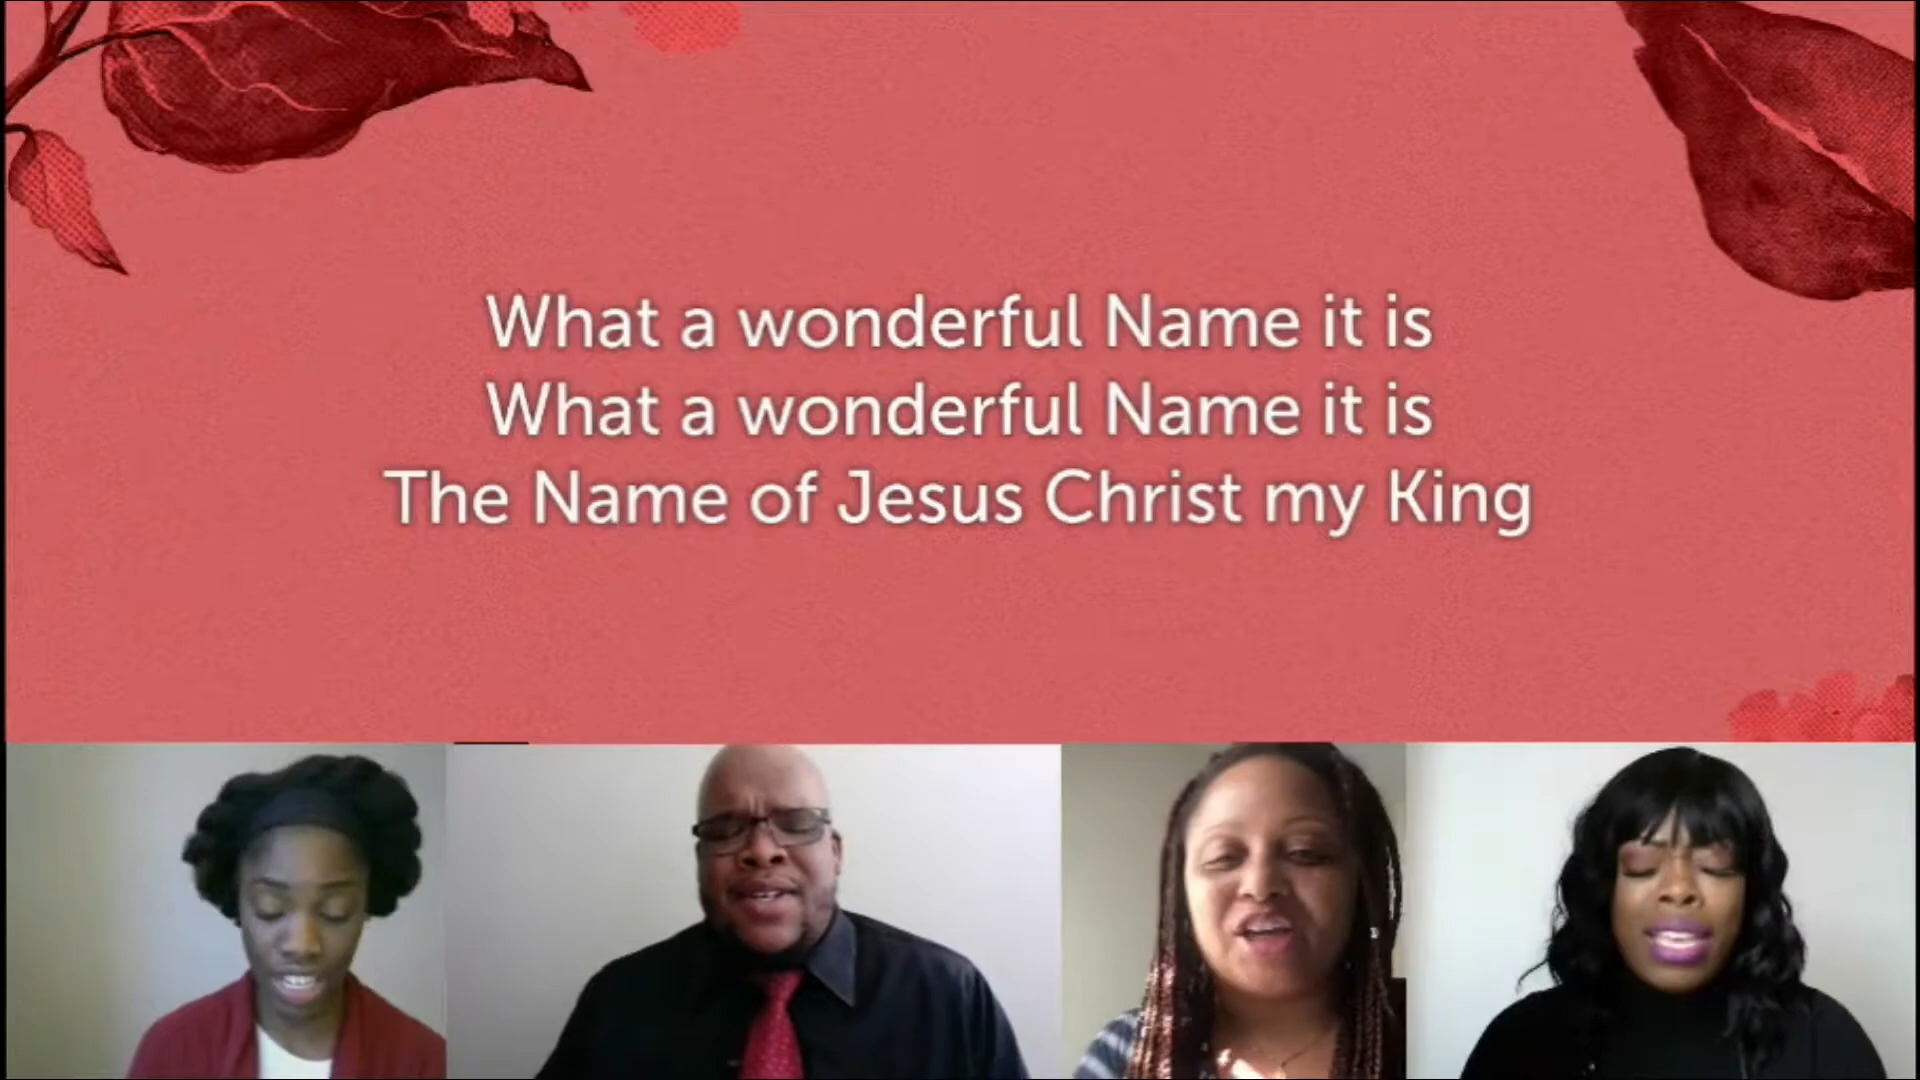 What a wonderful Name it is
What a wonderful Name it is
The Name of Jesus Christ my King